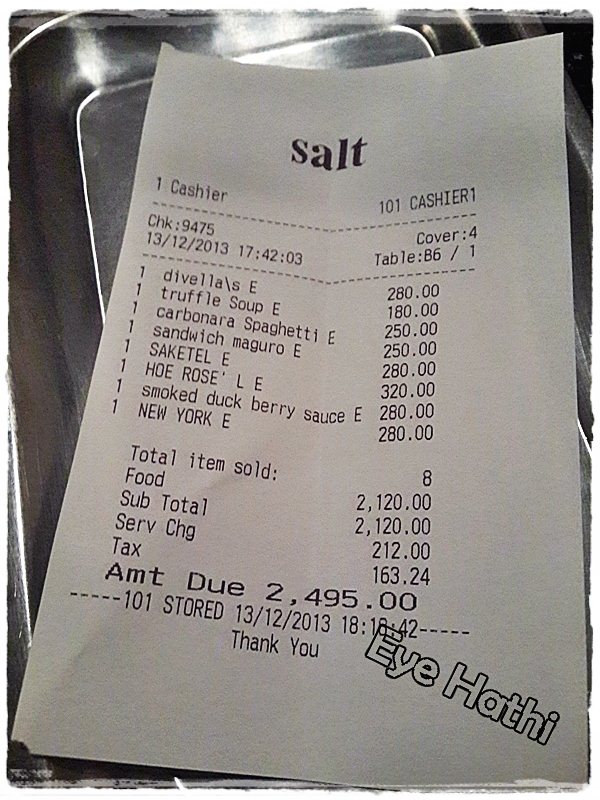 salt
1 Cashier 101 CASHIER1
Chk:9475 Cover:4
13/12/2013 17:42:03 Table:B6 / 1
1 divella\s E 280.00
1 truffle Soup E 180.00
1 carbonara Spaghetti E 250.00
1 sandwich maguro E 250.00
1 SAKETEL E 280.00
1 HOE ROSE' L E 320.00
1 smoked duck berry sauce E 280.00
1 NEW YORK E 280.00
Total item sold: 8
Food 2,120.00
Sub Total 2,120.00
Serv Chg 212.00
Tax 163.24
Amt Due 2,495.00
-----101 STORED 13/12/2013 18:18:42-----
Thank You
Eye Hathi